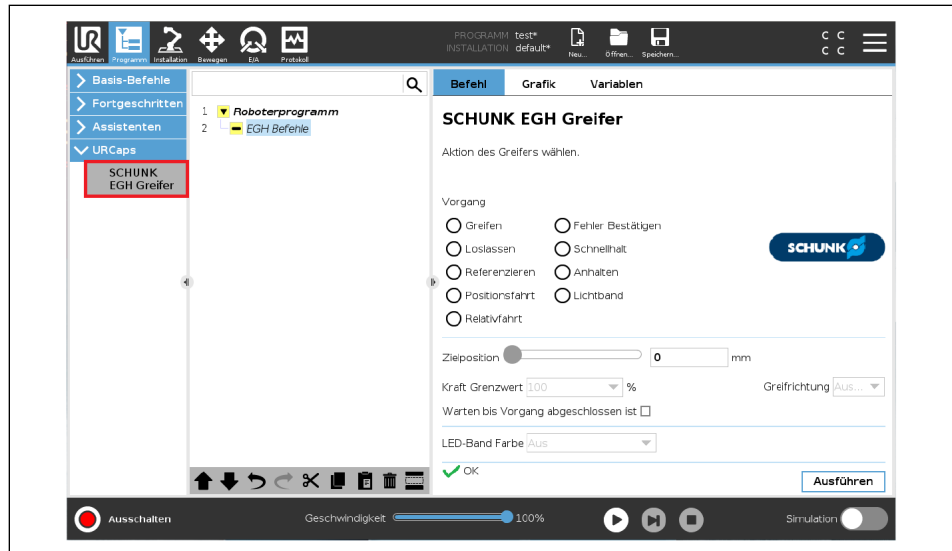 UR
PROGRAMM test*
INSTALLATION default*
C C
C C
Ausführen Programm Installation Bewegen E/A Protokoll
Neu... Öffnen... Speichern...
Basis-Befehle
Fortgeschritten
Assistenten
URCaps
SCHUNK
EGH Greifer
1 Roboterprogramm
2 EGH Befehle
Befehl Grafik Variablen
SCHUNK EGH Greifer
Aktion des Greifers wählen.
Vorgang
Greifen Fehler Bestätigen
Loslassen Schnellhalt
Referenzieren Anhalten
Positionsfahrt Lichtband
Relativfahrt
SCHUNK
Zielposition 0 mm
Kraft Grenzwert 100 % Greifrichtung Aus...
Warten bis Vorgang abgeschlossen ist
LED-Band Farbe Aus
OK
Ausführen
Ausschalten Geschwindigkeit 100% Simulation